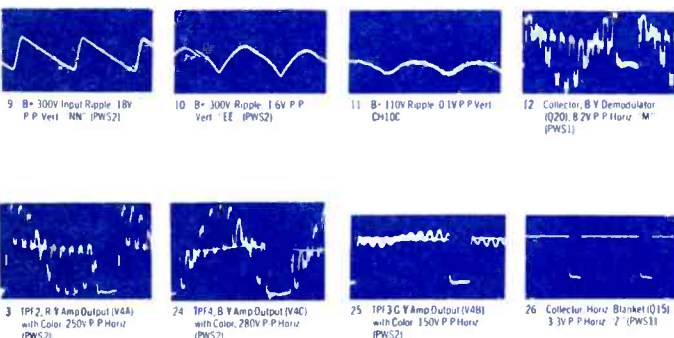 9 B+ 300V Input Ripple 18V
P P Vert "NN" (PWS2)
10 B+ 300V Ripple 1 6V P P
Vert "EE" (PWS2)
11 B+ 110V Ripple 0 1V P P Vert
CH10C
12 Collector, B Y Demodulator
(Q20), 8 2V P P Horiz "M"
(PWS1)
3 TPF2, R Y Amp Output (V4A)
with Color 250V P P Horiz
(PWS2)
24 TPF4, B Y Amp Output (V4C)
with Color, 280V P P Horiz
(PWS2)
25 TPF3 G Y Amp Output (V4B)
with Color 150V P P Horiz
(PWS2)
26 Collector Horiz Blanket (Q15)
3 3V P P Horiz "Z" (PWS1)